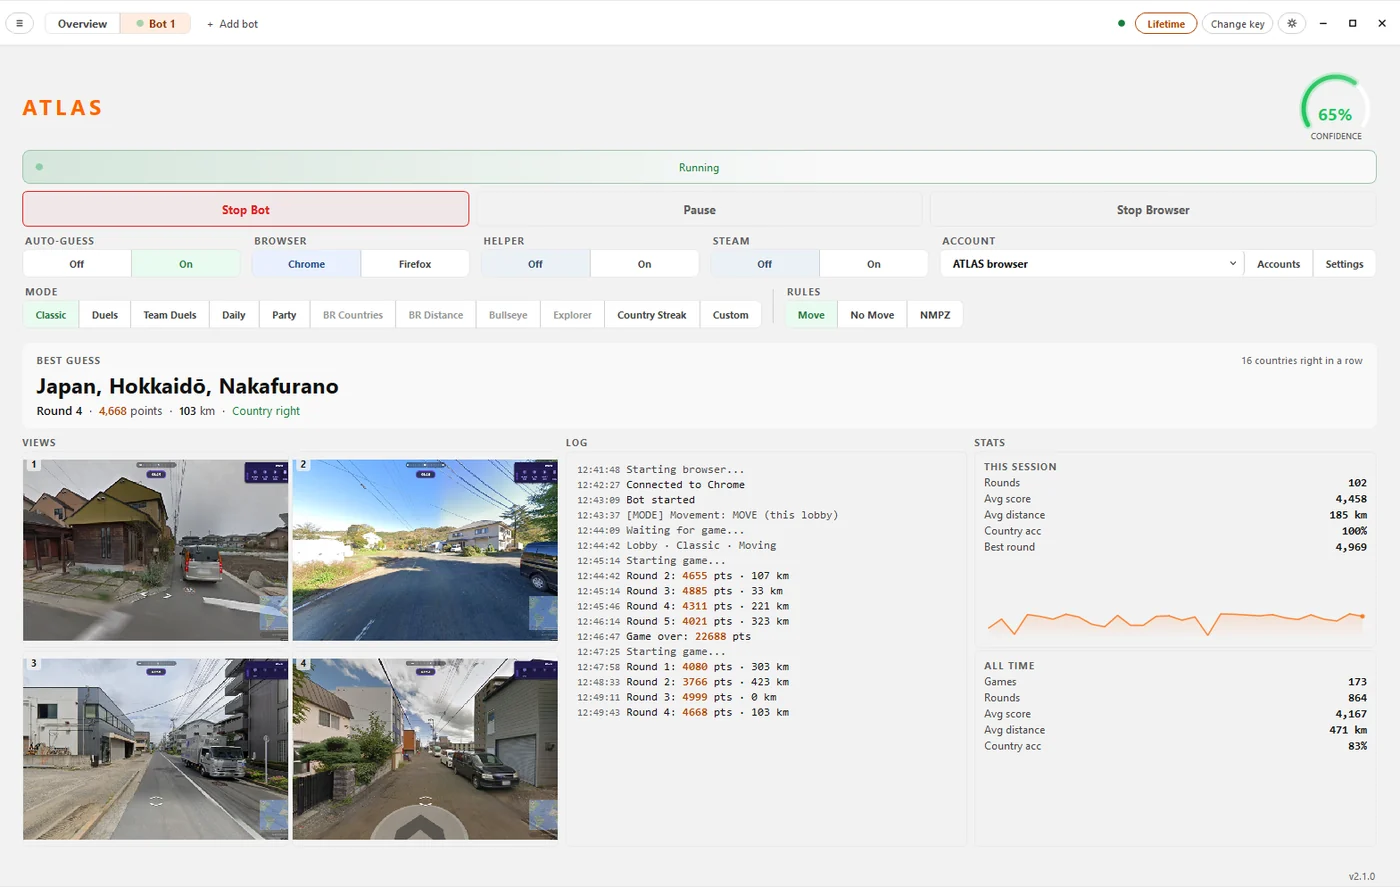 ☰ Overview Bot 1 + Add bot Lifetime Change key
ATLAS
65%
CONFIDENCE
Running
Stop Bot Pause Stop Browser
AUTO-GUESS BROWSER HELPER STEAM ACCOUNT
Off On Chrome Firefox Off On Off On ATLAS browser Accounts Settings
MODE RULES
Classic Duels Team Duels Daily Party BR Countries BR Distance Bullseye Explorer Country Streak Custom Move No Move NMPZ
BEST GUESS 16 countries right in a row
Japan, Hokkaidō, Nakafurano
Round 4 · 4,668 points · 103 km · Country right
VIEWS
1 2
3 4
LOG
12:41:48 Starting browser...
12:42:27 Connected to Chrome
12:43:09 Bot started
12:43:37 [MODE] Movement: MOVE (this lobby)
12:44:09 Waiting for game...
12:44:42 Lobby · Classic · Moving
12:45:14 Starting game...
12:44:42 Round 2: 4655 pts · 107 km
12:45:14 Round 3: 4885 pts · 33 km
12:45:46 Round 4: 4311 pts · 221 km
12:46:14 Round 5: 4021 pts · 323 km
12:46:47 Game over: 22688 pts
12:47:25 Starting game...
12:47:58 Round 1: 4080 pts · 303 km
12:48:33 Round 2: 3766 pts · 423 km
12:49:11 Round 3: 4999 pts · 0 km
12:49:43 Round 4: 4668 pts · 103 km
STATS
THIS SESSION
Rounds 102
Avg score 4,458
Avg distance 185 km
Country acc 100%
Best round 4,969
ALL TIME
Games 173
Rounds 864
Avg score 4,167
Avg distance 471 km
Country acc 83%
v2.1.0